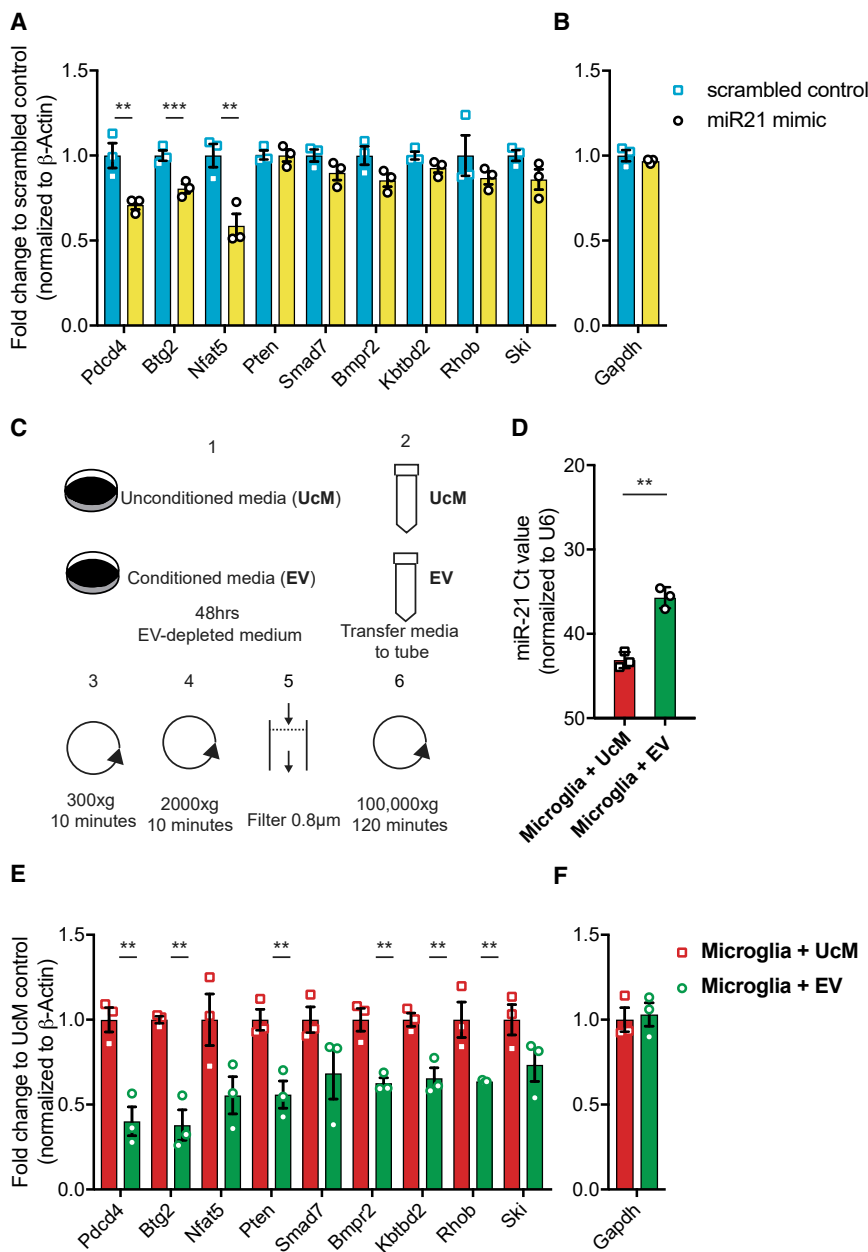 A
Fold change to scrambled control
(normalized to β-Actin)
1.5
1.0
0.5
0.0
** *** **
Pdcd4 Btg2 Nfat5 Pten Smad7 Bmpr2 Kbtbd2 Rhob Ski
B
1.5
1.0
0.5
0.0
Gapdh
scrambled control
miR21 mimic
C
1
2
Unconditioned media (UcM)
UcM
Conditioned media (EV)
EV
48hrs
EV-depleted medium
Transfer media
to tube
3
4
5
6
300xg
10 minutes
2000xg
10 minutes
Filter 0.8µm
100,000xg
120 minutes
D
miR-21 Ct value
(normalized to U6)
20
30
40
50
**
Microglia + UcM
Microglia + EV
E
Fold change to UcM control
(normalized to β-Actin)
1.5
1.0
0.5
0.0
** ** ** ** ** **
Pdcd4 Btg2 Nfat5 Pten Smad7 Bmpr2 Kbtbd2 Rhob Ski
F
1.5
1.0
0.5
0.0
Gapdh
Microglia + UcM
Microglia + EV